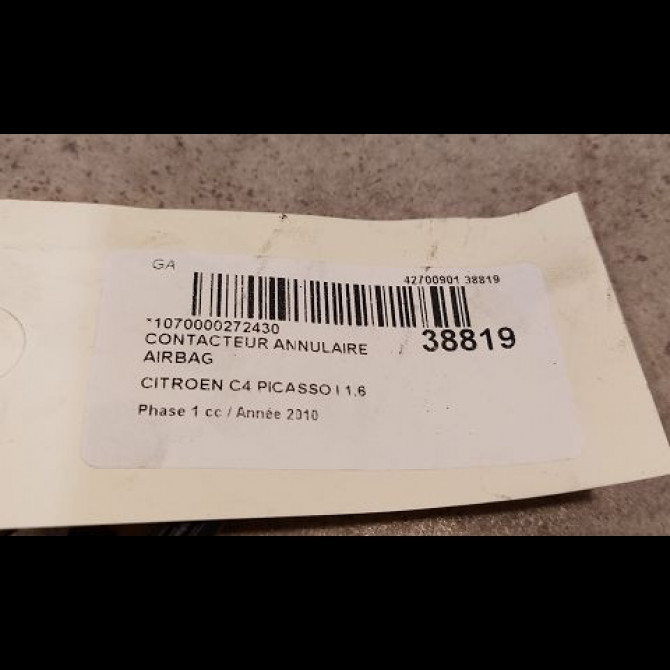 GA
42700901 38819
*1070000272430
38819
CONTACTEUR ANNULAIRE
AIRBAG
CITROEN C4 PICASSO I 1.6
Phase 1 cc / Année 2010